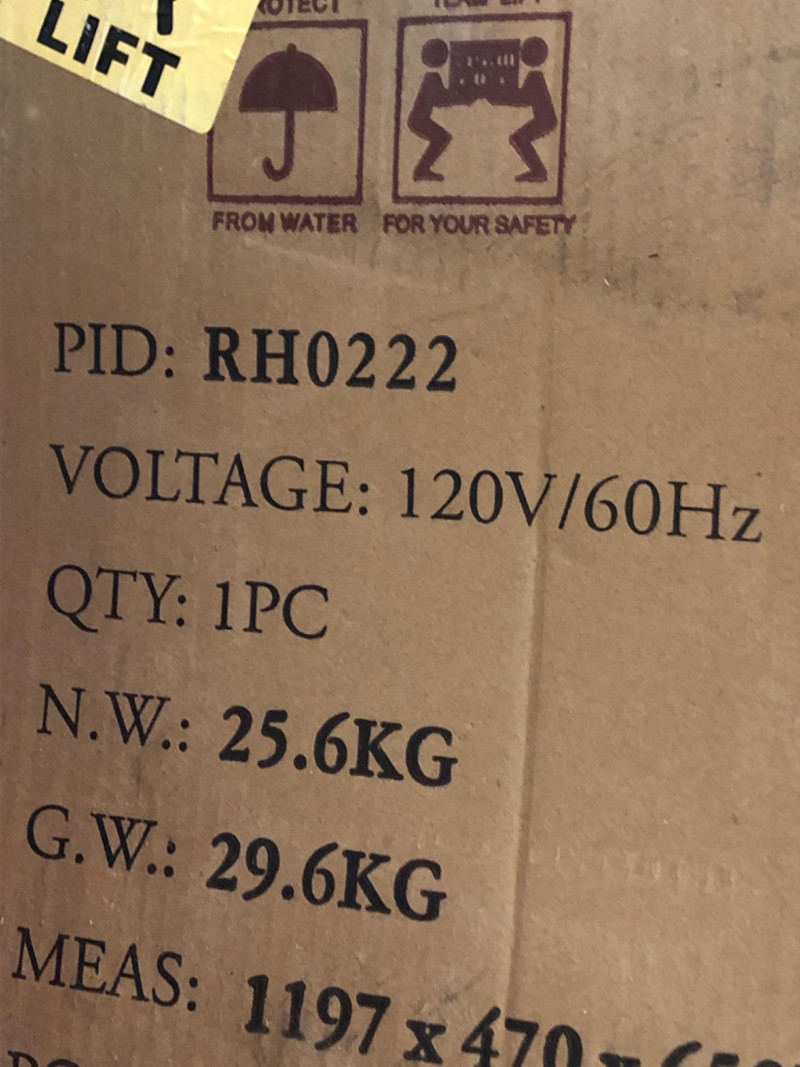 LIFT
FROM WATER
FOR YOUR SAFETY
PID: RH0222
VOLTAGE: 120V/60Hz
QTY: 1PC
N.W.: 25.6KG
G.W.: 29.6KG
MEAS: 1197 x 470 x